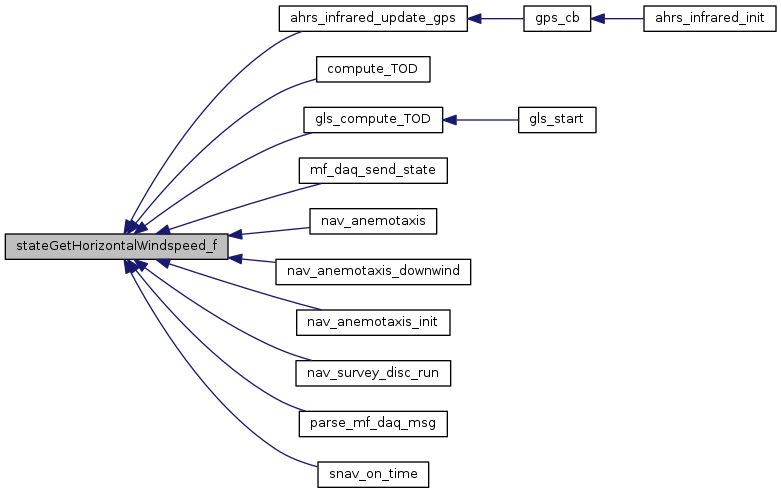 ahrs_infrared_update_gps
gps_cb
ahrs_infrared_init
compute_TOD
gls_compute_TOD
gls_start
mf_daq_send_state
nav_anemotaxis
stateGetHorizontalWindspeed_f
nav_anemotaxis_downwind
nav_anemotaxis_init
nav_survey_disc_run
parse_mf_daq_msg
snav_on_time